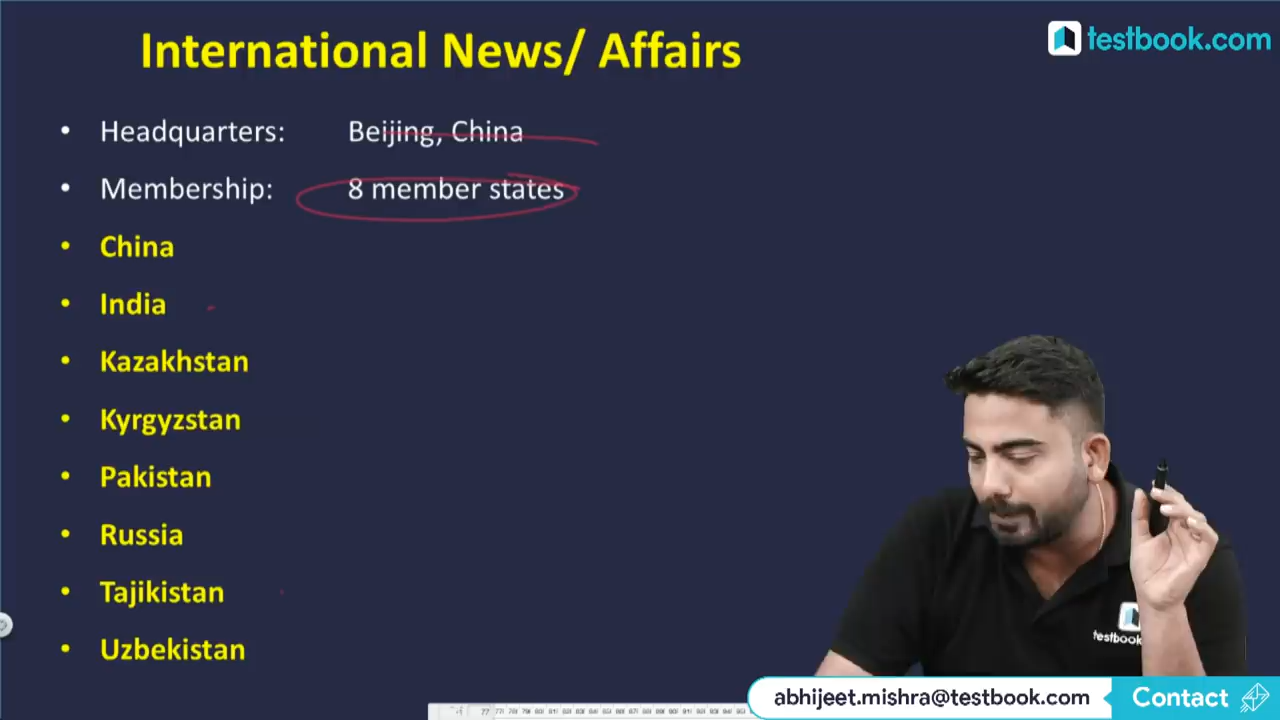 International News/ Affairs
testbook.com
• Headquarters: Beijing, China
• Membership: 8 member states
• China
• India
• Kazakhstan
• Kyrgyzstan
• Pakistan
• Russia
• Tajikistan
• Uzbekistan
testbook
abhijeet.mishra@testbook.com Contact